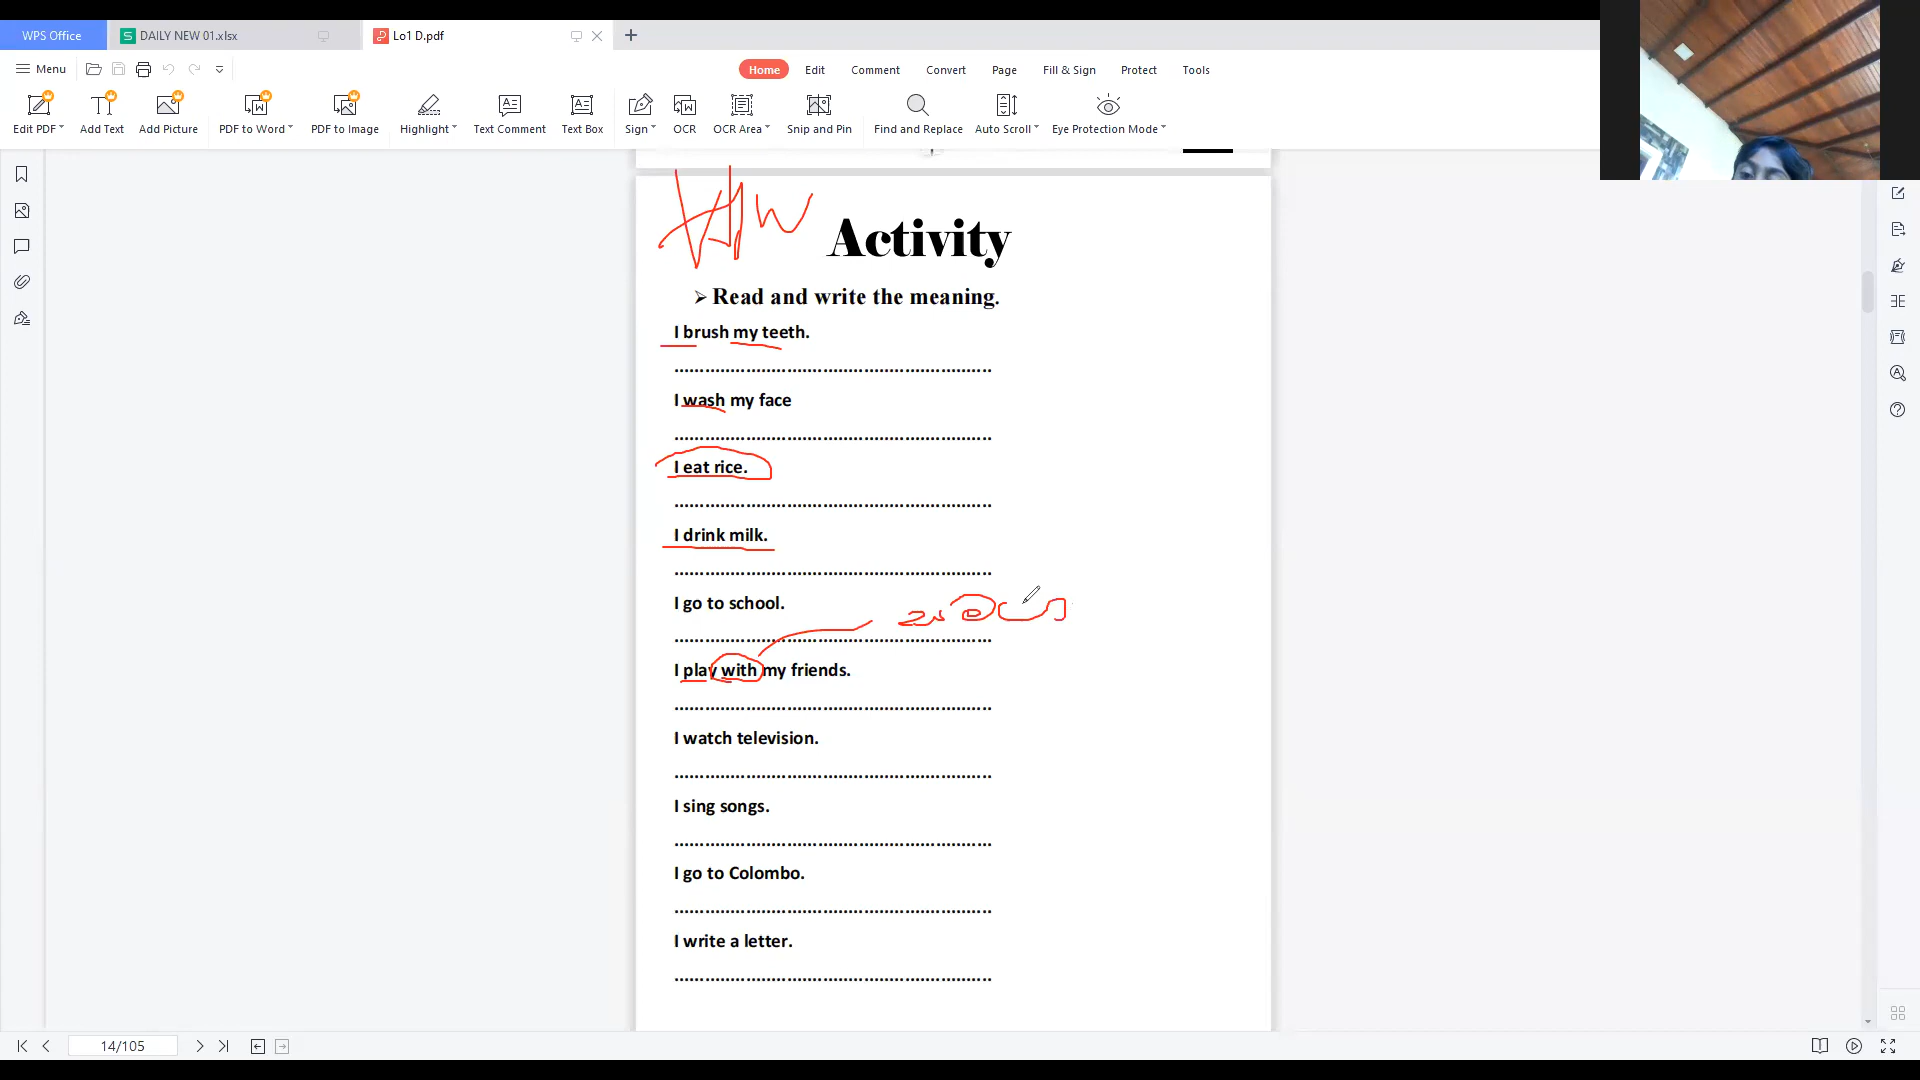 WPS Office
DAILY NEW 01.xlsx
Lo1 D.pdf
Menu
Home Edit Comment Convert Page Fill & Sign Protect Tools
Edit PDF Add Text Add Picture PDF to Word PDF to Image Highlight Text Comment Text Box Sign OCR OCR Area Snip and Pin Find and Replace Auto Scroll Eye Protection Mode
Activity
➢ Read and write the meaning.
I brush my teeth.
................................................................
I wash my face
................................................................
I eat rice.
................................................................
I drink milk.
................................................................
I go to school.
................................................................
I play with my friends.
................................................................
I watch television.
................................................................
I sing songs.
................................................................
I go to Colombo.
................................................................
I write a letter.
................................................................
14/105